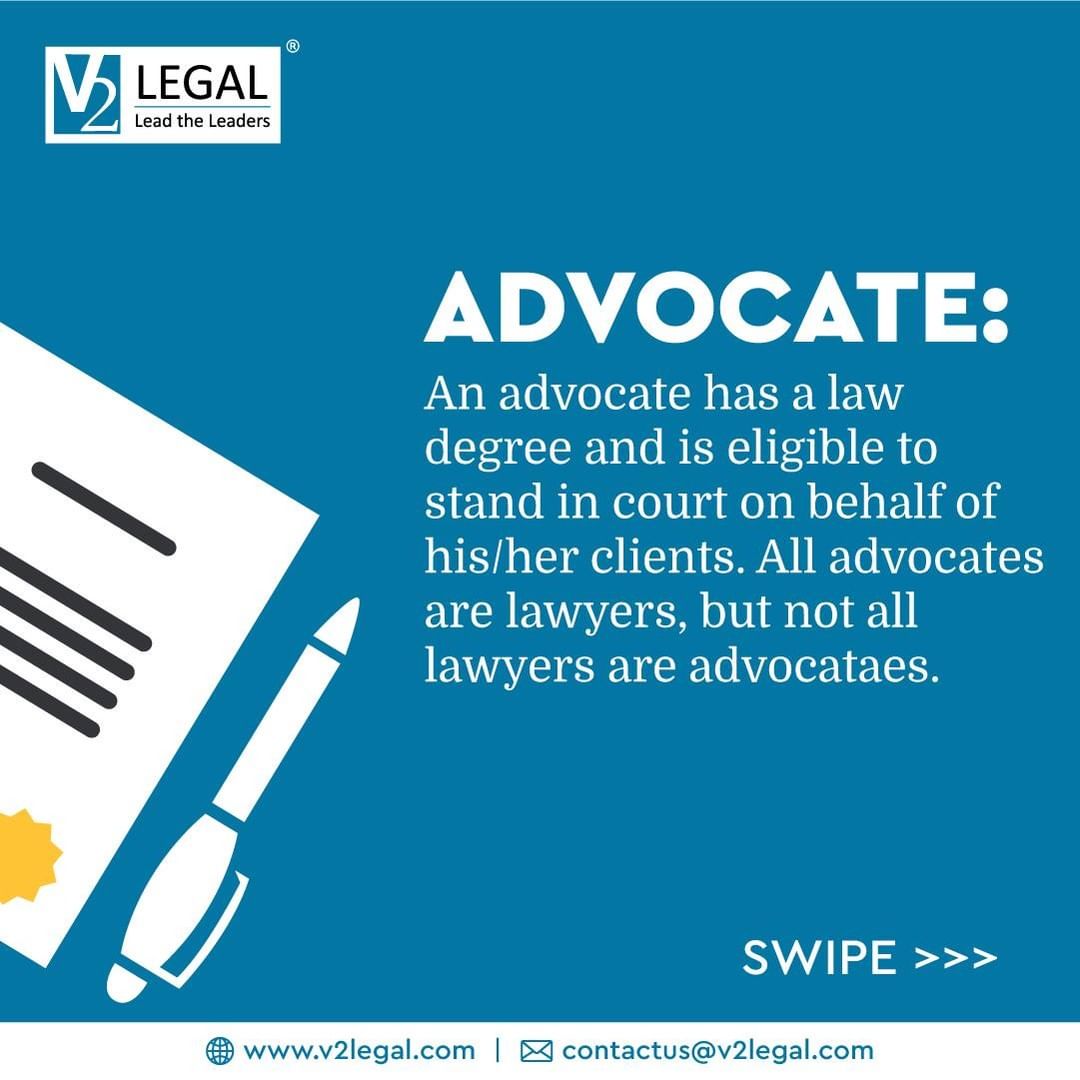 V2 LEGAL ®
Lead the Leaders
ADVOCATE:
An advocate has a law
degree and is eligible to
stand in court on behalf of
his/her clients. All advocates
are lawyers, but not all
lawyers are advocataes.
SWIPE >>>
www.v2legal.com | contactus@v2legal.com